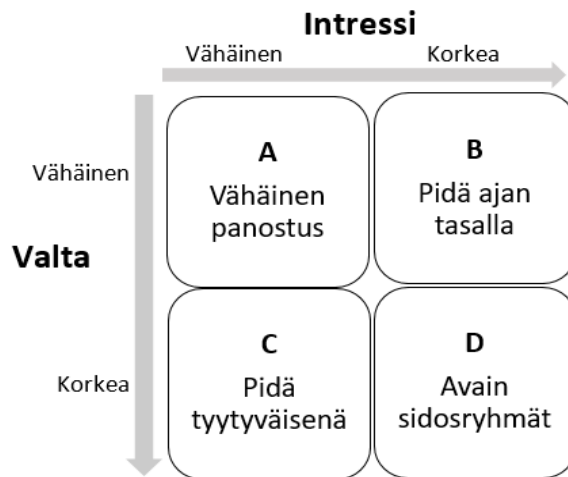 Intressi
Vähäinen
Korkea
Vähäinen
Valta
Korkea
A
Vähäinen
panostus
B
Pidä ajan
tasalla
C
Pidä
tyytyväisenä
D
Avain
sidosryhmät